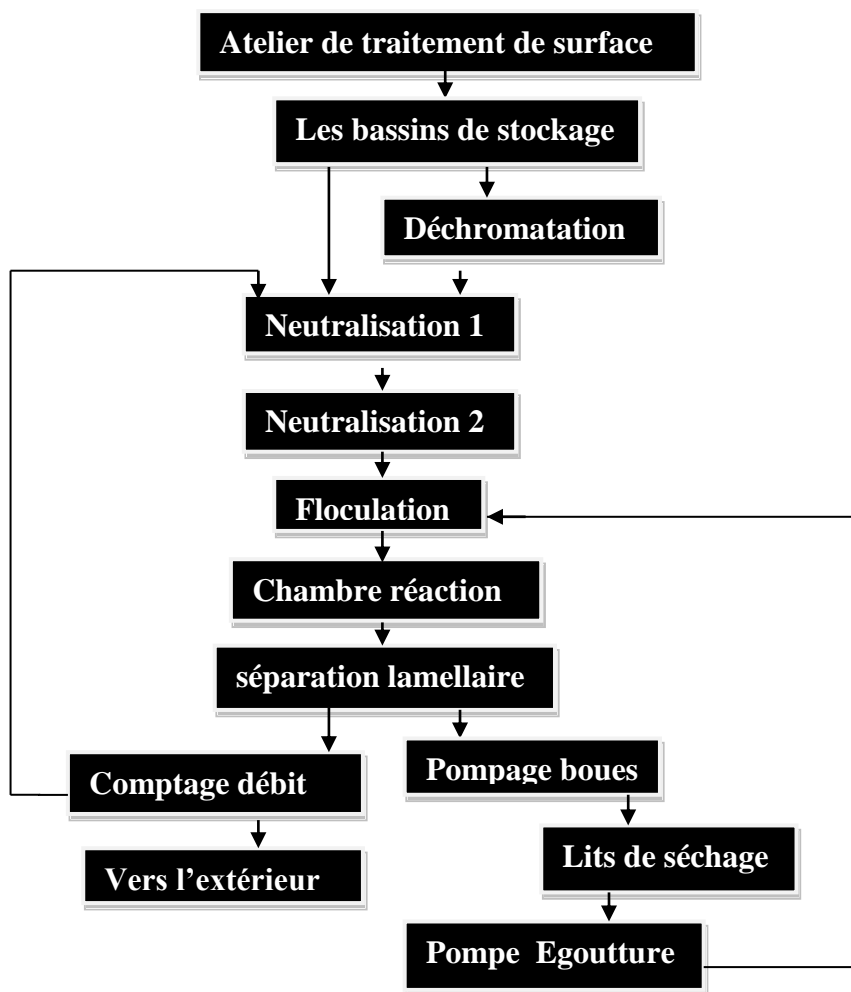 Atelier de traitement de surface
Les bassins de stockage
Déchromatation
Neutralisation 1
Neutralisation 2
Floculation
Chambre réaction
séparation lamellaire
Comptage débit
Pompage boues
Lits de séchage
Vers l’extérieur
Pompe Egoutture